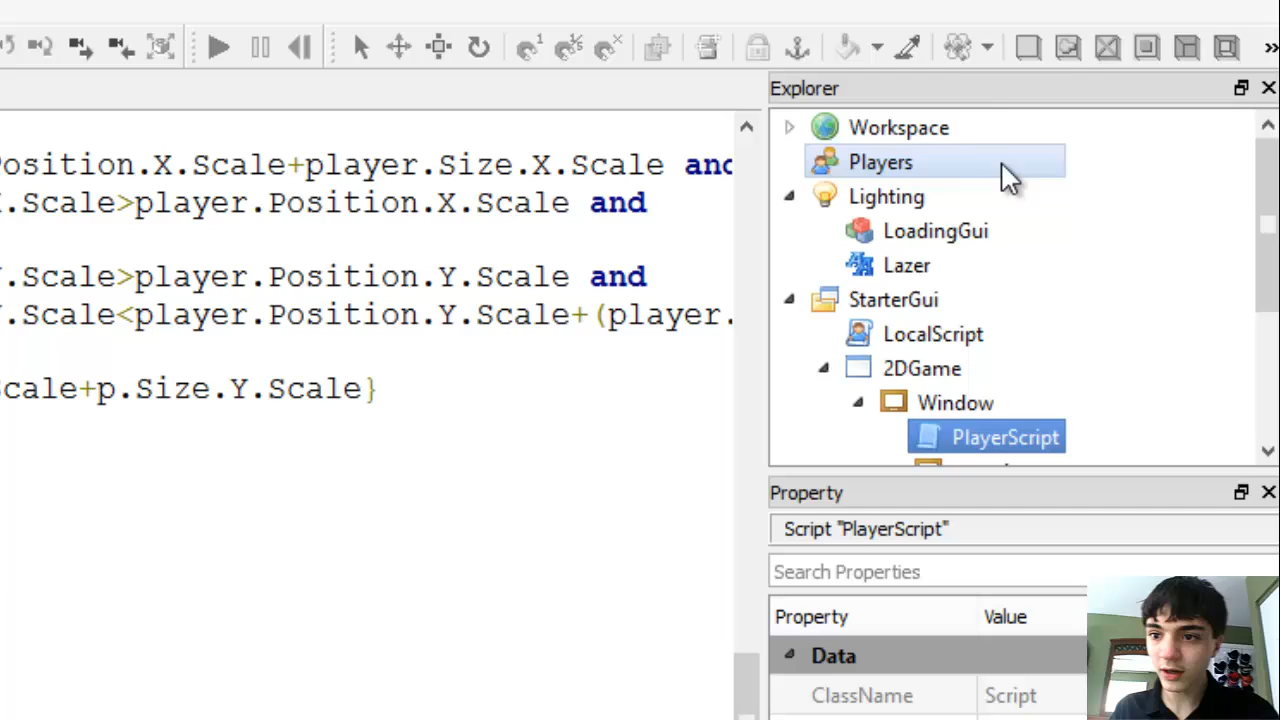 Explorer
Workspace
Position.X.Scale+player.Size.X.Scale and
Players
.Scale>player.Position.X.Scale and
Lighting
LoadingGui
.Scale>player.Position.Y.Scale and
Lazer
.Scale<player.Position.Y.Scale+(player.
StarterGui
LocalScript
2DGame
cale+p.Size.Y.Scale}
Window
PlayerScript
Property
Script "PlayerScript"
Search Properties
Property Value
Data
ClassName Script